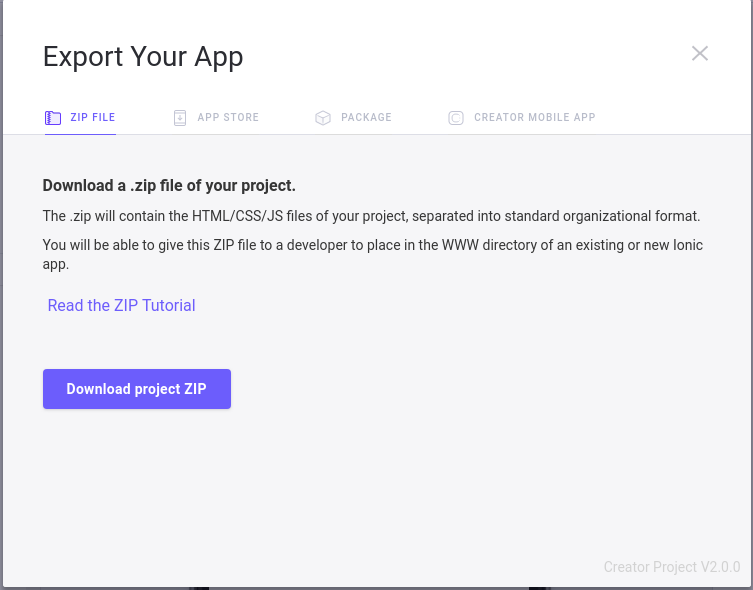 Export Your App
ZIP FILE
APP STORE
PACKAGE
CREATOR MOBILE APP
Download a .zip file of your project.
The .zip will contain the HTML/CSS/JS files of your project, separated into standard organizational format.
You will be able to give this ZIP file to a developer to place in the WWW directory of an existing or new Ionic
app.
Read the ZIP Tutorial
Download project ZIP
Creator Project V2.0.0